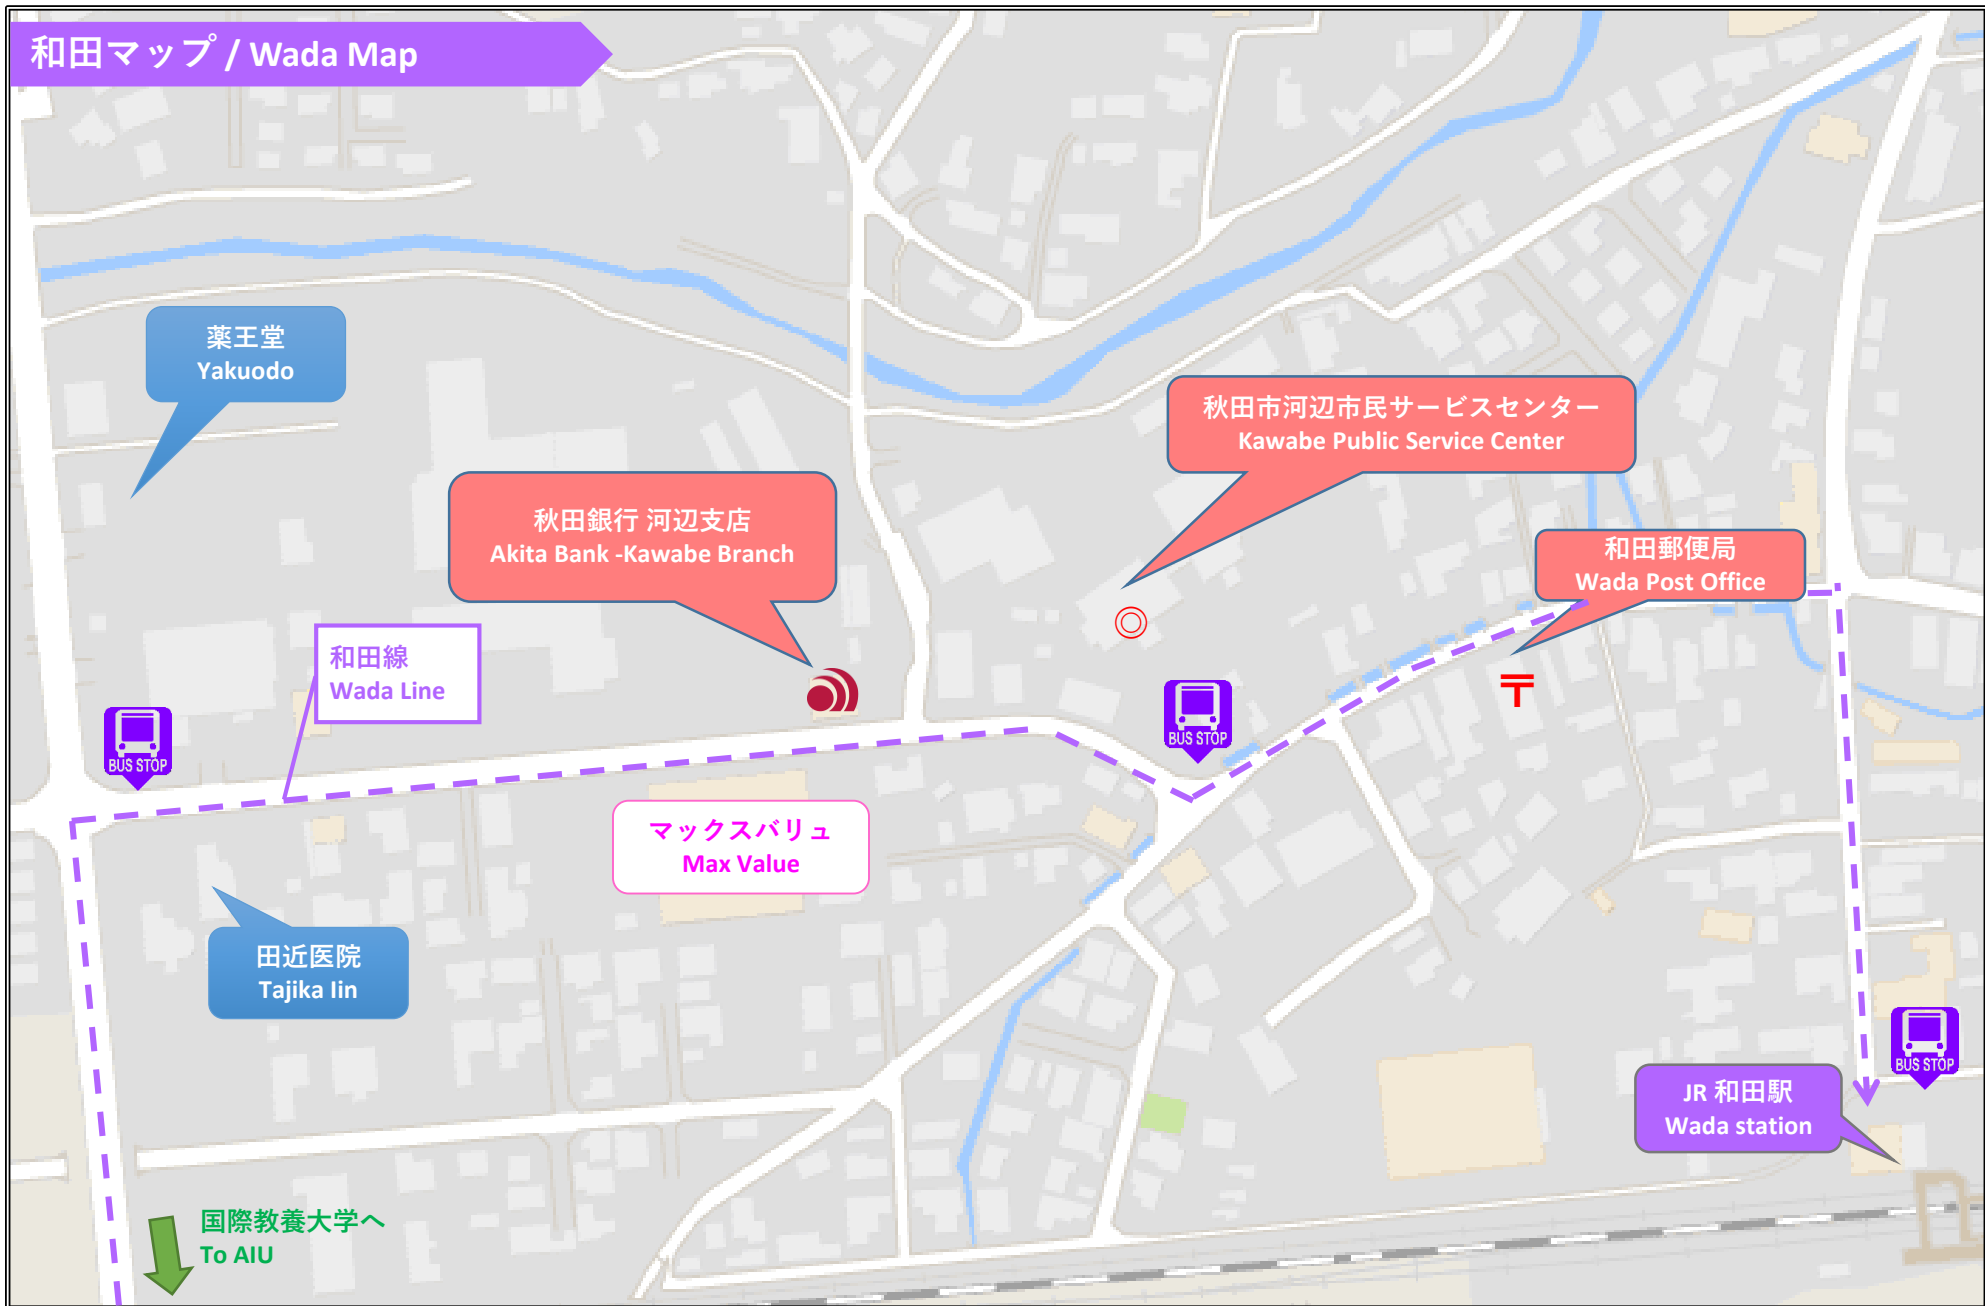 和田マップ / Wada Map
薬王堂
Yakuodo
秋田市河辺市民サービスセンター
Kawabe Public Service Center
秋田銀行 河辺支店
Akita Bank -Kawabe Branch
和田郵便局
Wada Post Office
和田線
Wada Line
〒
BUS STOP
BUS STOP
マックスバリュ
Max Value
田近医院
Tajika Iin
BUS STOP
JR 和田駅
Wada station
国際教養大学へ
To AIU